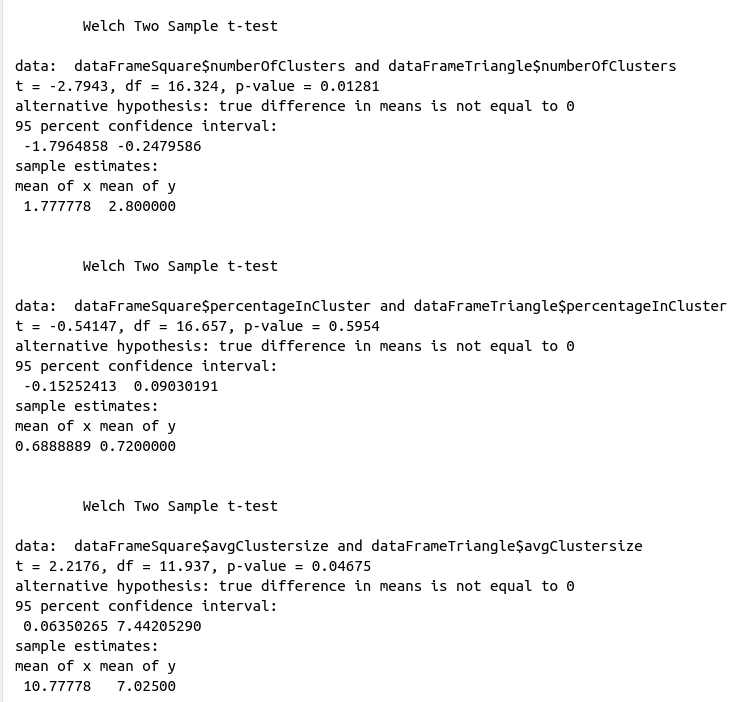 Welch Two Sample t-test
data:  dataFrameSquare$numberOfClusters and dataFrameTriangle$numberOfClusters
t = -2.7943, df = 16.324, p-value = 0.01281
alternative hypothesis: true difference in means is not equal to 0
95 percent confidence interval:
 -1.7964858 -0.2479586
sample estimates:
mean of x mean of y
 1.777778  2.800000
Welch Two Sample t-test
data:  dataFrameSquare$percentageInCluster and dataFrameTriangle$percentageInCluster
t = -0.54147, df = 16.657, p-value = 0.5954
alternative hypothesis: true difference in means is not equal to 0
95 percent confidence interval:
 -0.15252413  0.09030191
sample estimates:
mean of x mean of y
0.6888889 0.7200000
Welch Two Sample t-test
data:  dataFrameSquare$avgClustersize and dataFrameTriangle$avgClustersize
t = 2.2176, df = 11.937, p-value = 0.04675
alternative hypothesis: true difference in means is not equal to 0
95 percent confidence interval:
 0.06350265 7.44205290
sample estimates:
mean of x mean of y
 10.77778   7.02500